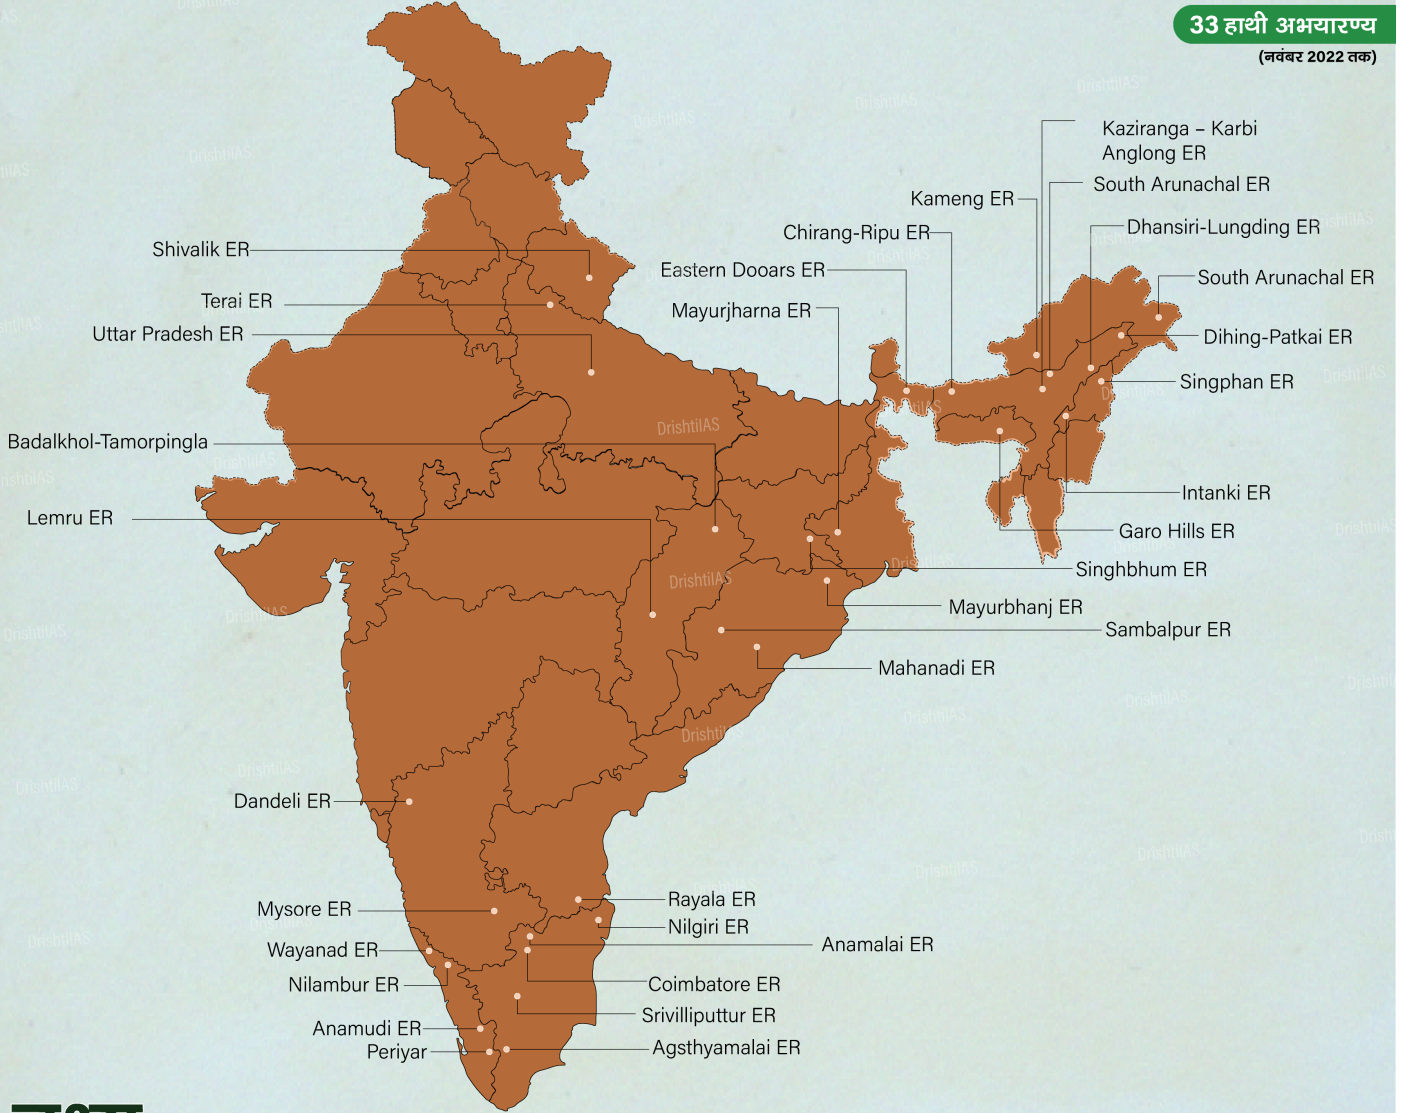 33 हाथी अभयारण्य
(नवंबर 2022 तक)
Kaziranga – Karbi
Anglong ER
South Arunachal ER
Kameng ER
Dhansiri-Lungding ER
Chirang-Ripu ER
Shivalik ER
Eastern Dooars ER
South Arunachal ER
Terai ER
Mayurjharna ER
Uttar Pradesh ER
Dihing-Patkai ER
Singphan ER
Badalkhol-Tamorpingla
Intanki ER
Lemru ER
Garo Hills ER
Singhbhum ER
Mayurbhanj ER
Sambalpur ER
Mahanadi ER
Dandeli ER
Rayala ER
Mysore ER
Nilgiri ER
Anamalai ER
Wayanad ER
Nilambur ER
Coimbatore ER
Srivilliputtur ER
Anamudi ER
Agsthyamalai ER
Periyar
DrishtiIAS